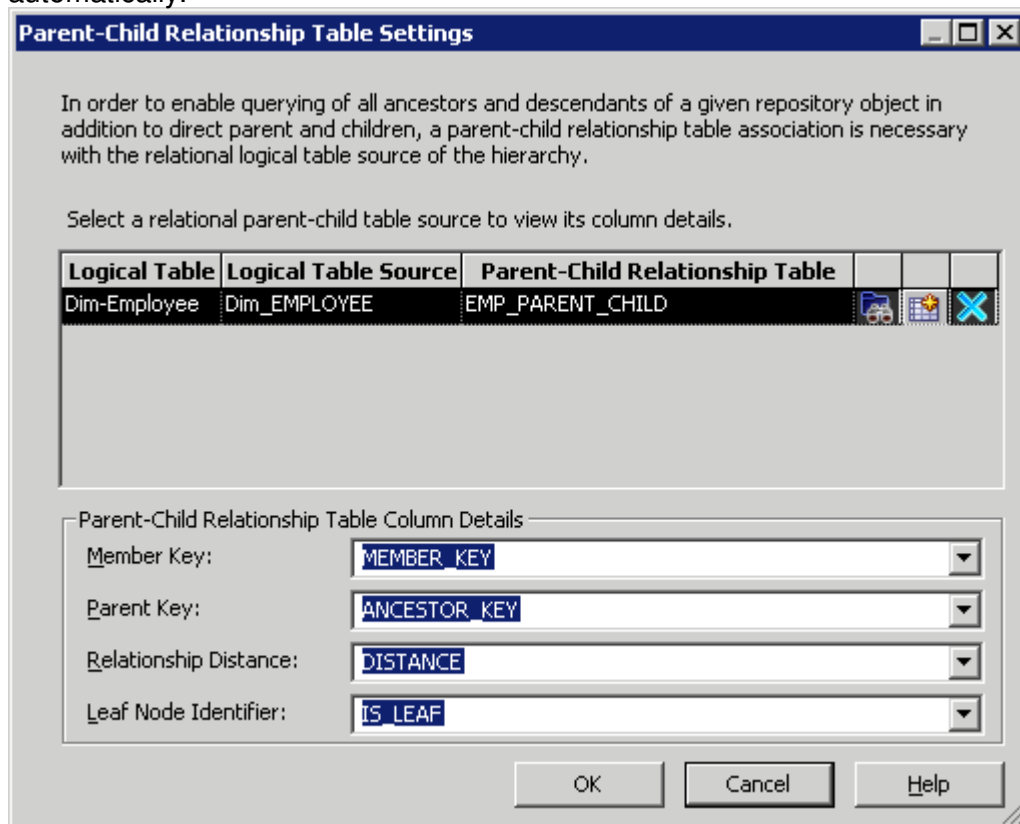 automatically.
Parent-Child Relationship Table Settings
In order to enable querying of all ancestors and descendants of a given repository object in
addition to direct parent and children, a parent-child relationship table association is necessary
with the relational logical table source of the hierarchy.
Select a relational parent-child table source to view its column details.
Logical Table Logical Table Source Parent-Child Relationship Table
Dim-Employee Dim_EMPLOYEE EMP_PARENT_CHILD
Parent-Child Relationship Table Column Details
Member Key: MEMBER_KEY
Parent Key: ANCESTOR_KEY
Relationship Distance: DISTANCE
Leaf Node Identifier: IS_LEAF
OK Cancel Help